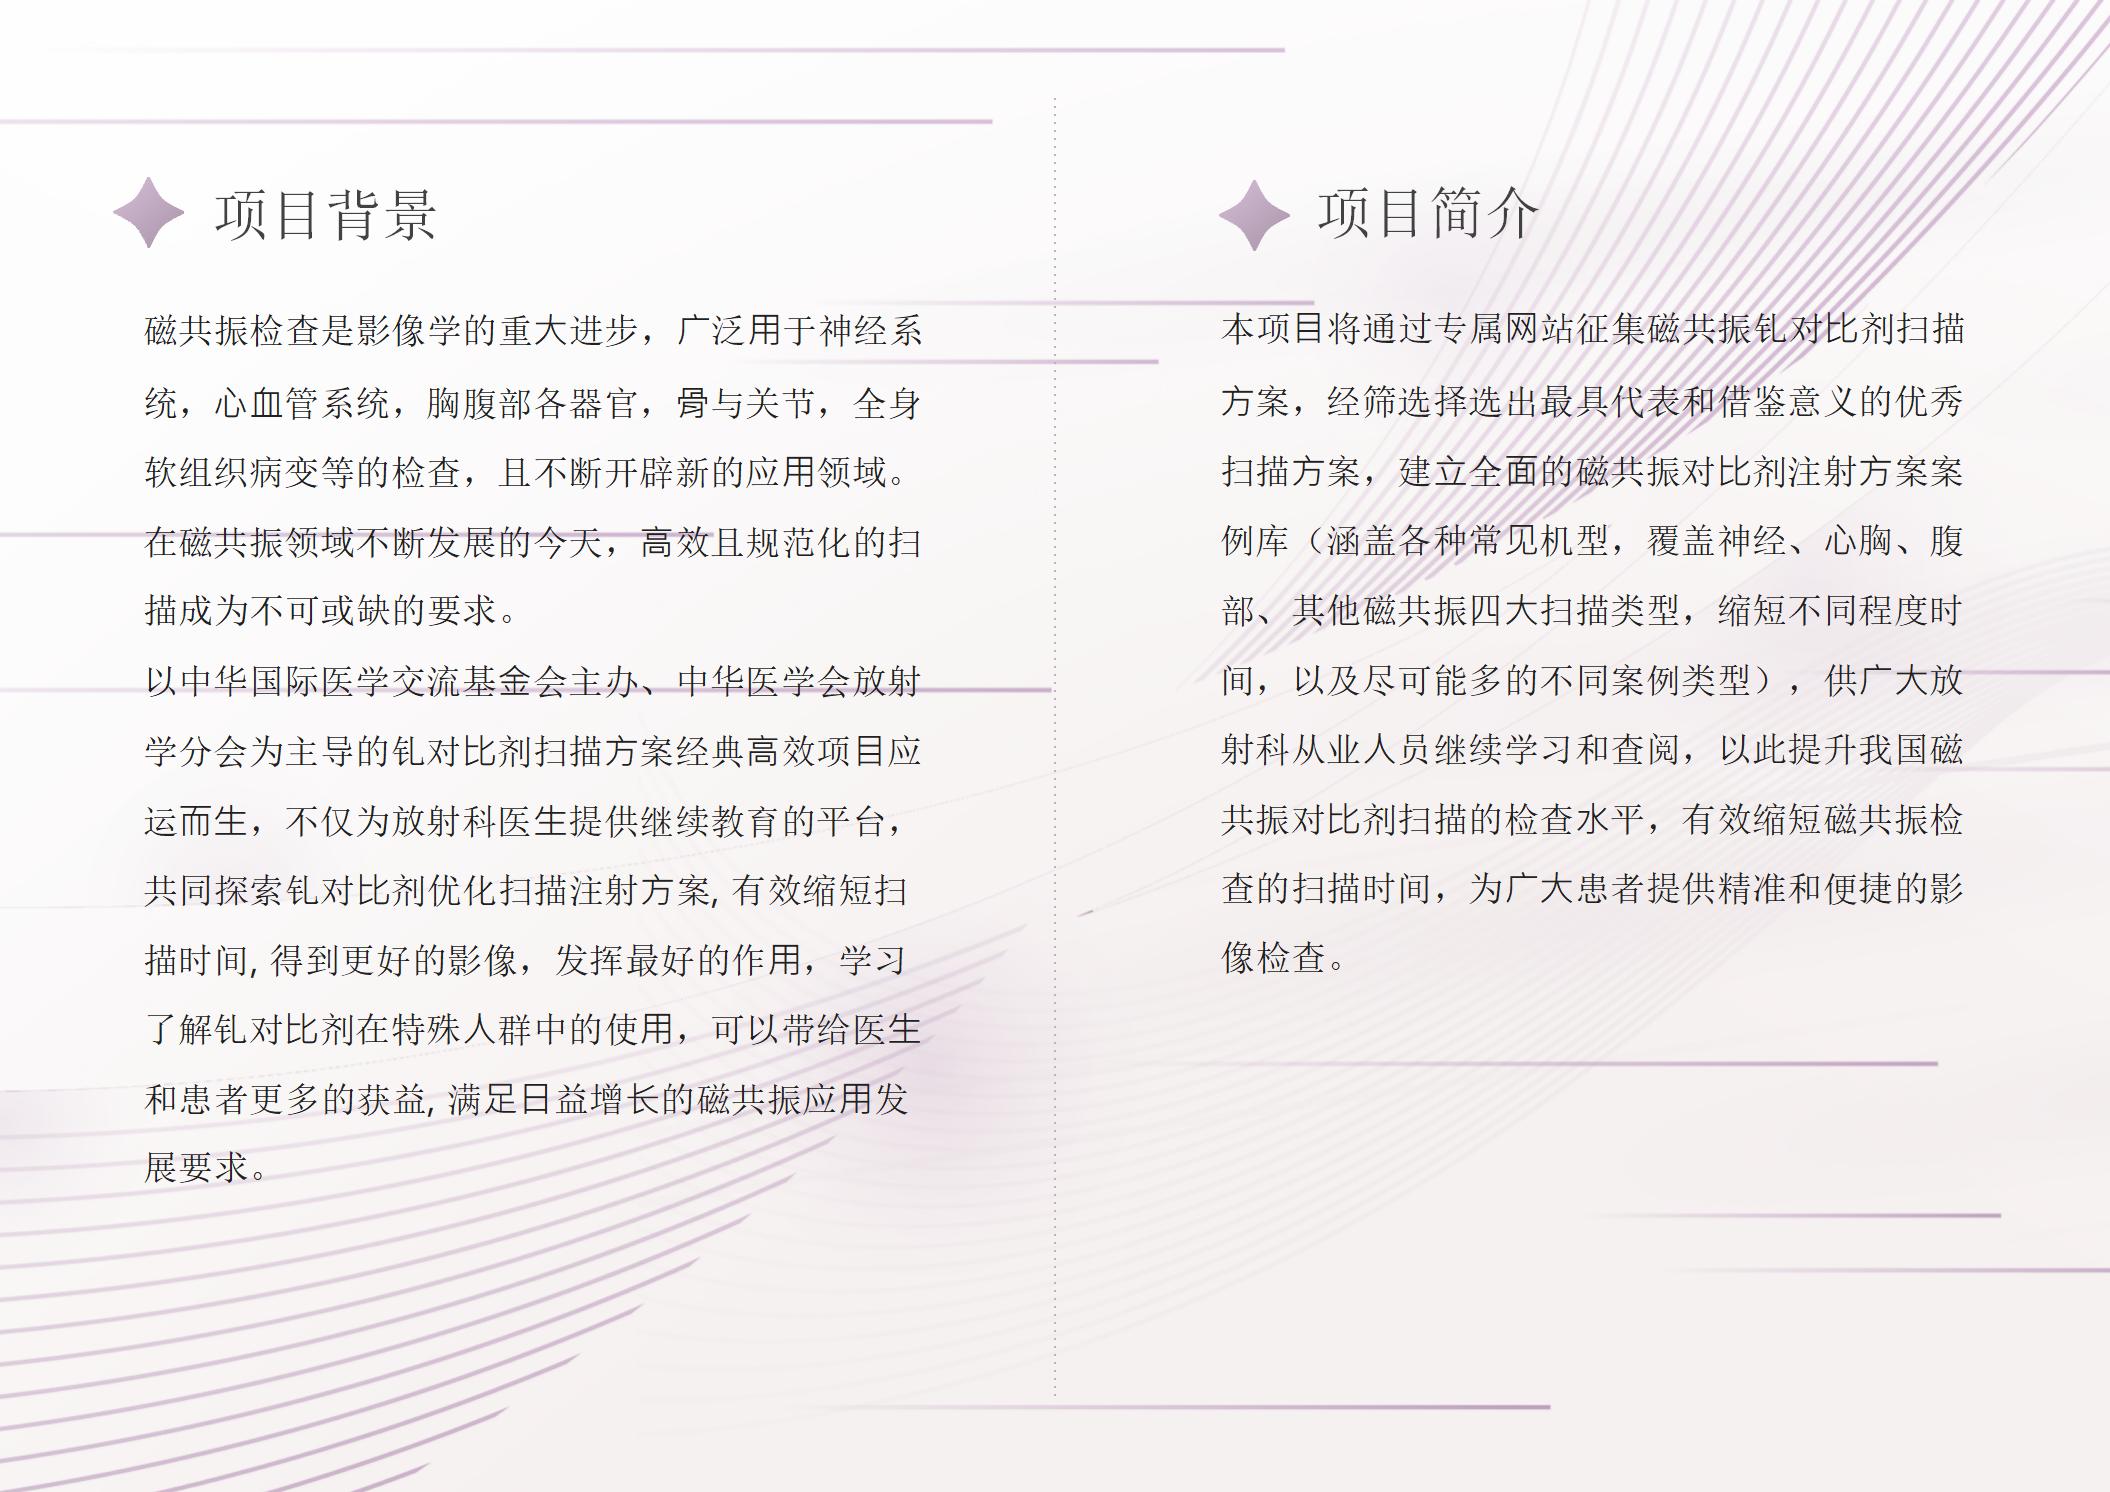 项目背景
磁共振检查是影像学的重大进步，广泛用于神经系
统，心血管系统，胸腹部各器官，骨与关节，全身
软组织病变等的检查，且不断开辟新的应用领域。
在磁共振领域不断发展的今天，高效且规范化的扫
描成为不可或缺的要求。
以中华国际医学交流基金会主办、中华医学会放射
学分会为主导的钆对比剂扫描方案经典高效项目应
运而生，不仅为放射科医生提供继续教育的平台，
共同探索钆对比剂优化扫描注射方案, 有效缩短扫
描时间, 得到更好的影像，发挥最好的作用，学习
了解钆对比剂在特殊人群中的使用，可以带给医生
和患者更多的获益, 满足日益增长的磁共振应用发
展要求。
项目简介
本项目将通过专属网站征集磁共振钆对比剂扫描
方案，经筛选择选出最具代表和借鉴意义的优秀
扫描方案，建立全面的磁共振对比剂注射方案案
例库（涵盖各种常见机型，覆盖神经、心胸、腹
部、其他磁共振四大扫描类型，缩短不同程度时
间，以及尽可能多的不同案例类型），供广大放
射科从业人员继续学习和查阅，以此提升我国磁
共振对比剂扫描的检查水平，有效缩短磁共振检
查的扫描时间，为广大患者提供精准和便捷的影
像检查。